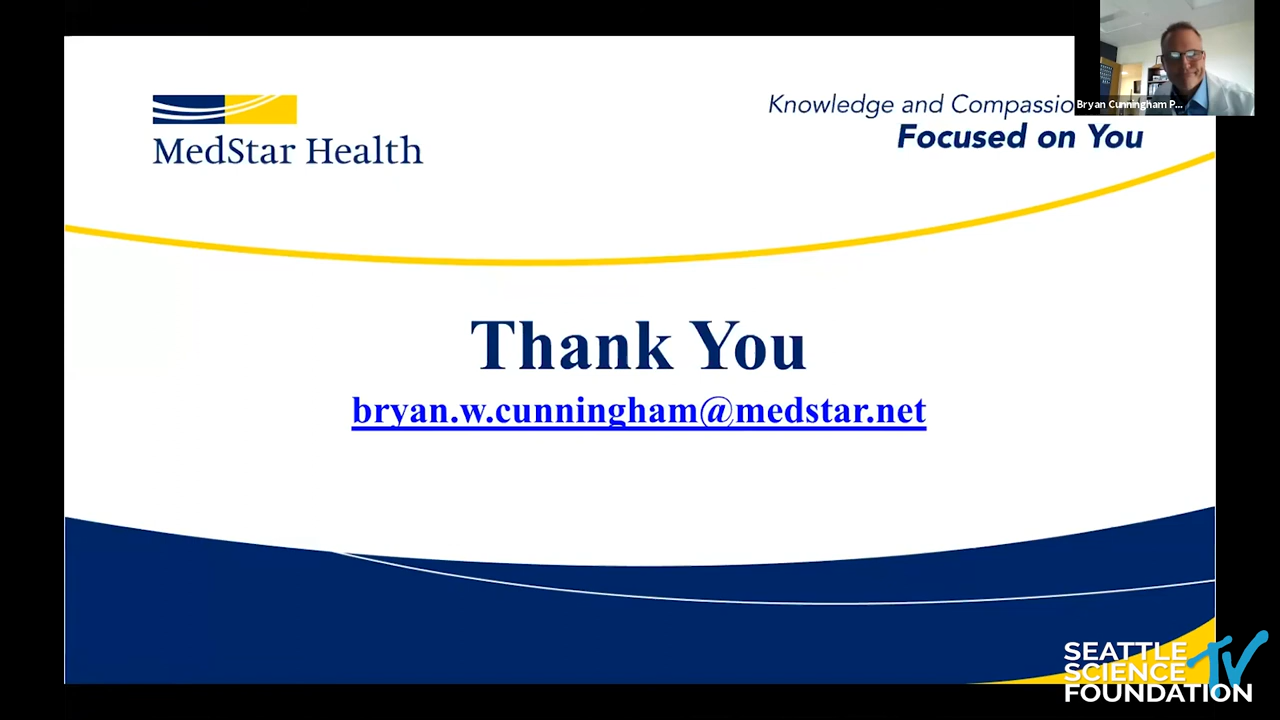 Bryan Cunningham P...
Knowledge and Compassio
Focused on You
MedStar Health
Thank You
bryan.w.cunningham@medstar.net
SEATTLE
SCIENCE
FOUNDATION
TV